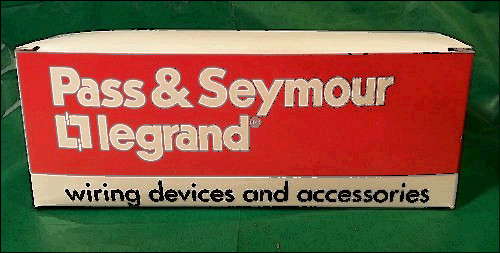 Pass & Seymour
legrand®
wiring devices and accessories